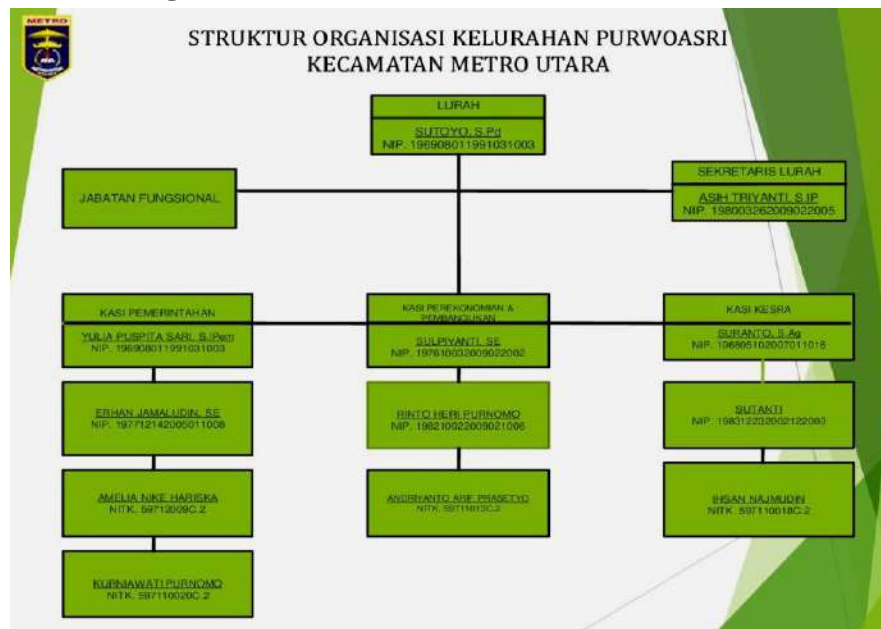 METRO
STRUKTUR ORGANISASI KELURAHAN PURWOASRI
KECAMATAN METRO UTARA
LURAH
SUTOYO, S.Pd
NIP. 196908011991031003
JABATAN FUNGSIONAL
SEKRETARIS LURAH
ASIH TRIYANTI, S.IP
NIP. 198003262009022005
KASI PEMERINTAHAN
YULIA PUSPITA SARI, S.IPem
NIP. 196908011991031003
ERHAN JAMALUDIN, SE
NIP. 197712142005011008
AMELIA NIKE HARISKA
NITK. 59712009C.2
KURNIAWATI PURNOMO
NITK. 597110020C.2
KASI PEREKONOMIAN &
PEMBANGUNAN
SULPIYANTI, SE
NIP. 197610032009022002
RINTO HERI PURNOMO
NIP. 198210022009021006
ANDRIYANTO ARIF PRASETYO
NITK. 59711013C.2
KASI KESRA
SURANTO, S.Ag
NIP. 196805102007011016
SUTANTI
NIP. 198312232002122003
IHSAN NAJMUDIN
NITK. 597110018C.2